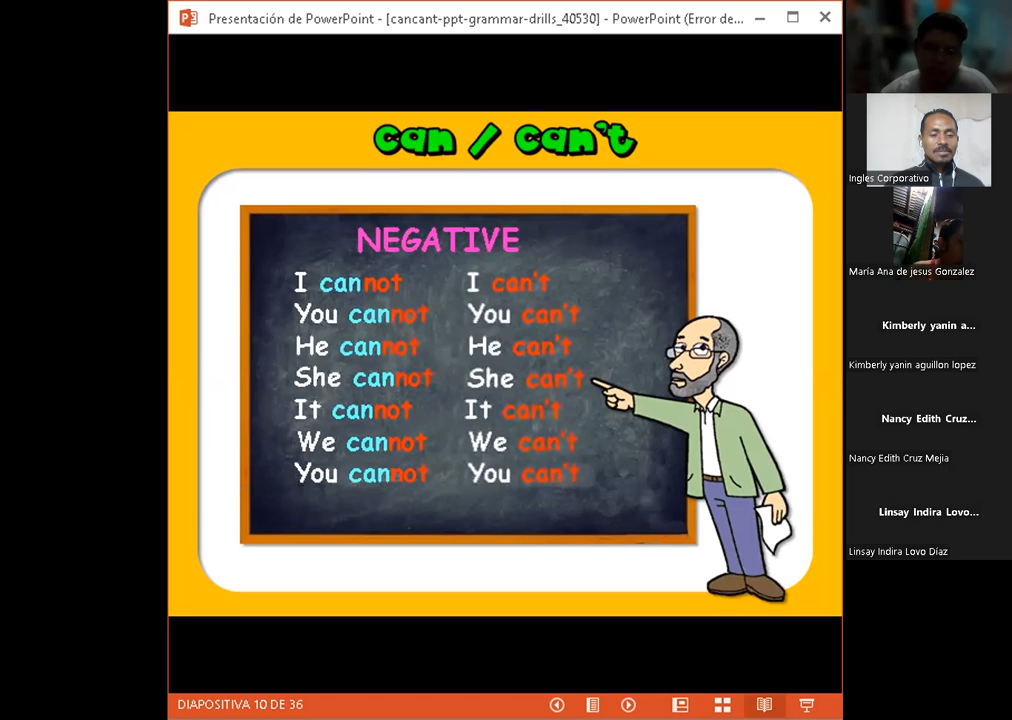 Presentación de PowerPoint - [cancant-ppt-grammar-drills_40530] - PowerPoint (Error de...
can / can't
NEGATIVE
I cannot I can't
You cannot You can't
He cannot He can't
She cannot She can't
It cannot It can't
We cannot We can't
You cannot You can't
DIAPOSITIVA 10 DE 36
Ingles Corporativo
María Ana de jesus Gonzalez
Kimberly yanin a...
Kimberly yanin aguillon lopez
Nancy Edith Cruz...
Nancy Edith Cruz Mejia
Linsay Indira Lovo...
Linsay Indira Lovo Díaz